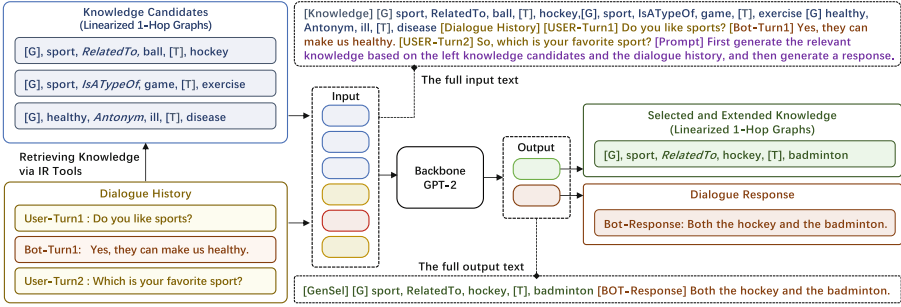 Knowledge Candidates
(Linearized 1-Hop Graphs)
[G], sport, RelatedTo, ball, [T], hockey
[G], sport, IsATypeOf, game, [T], exercise
[G], healthy, Antonym, ill, [T], disease
Retrieving Knowledge
via IR Tools
Dialogue History
User-Turn1 : Do you like sports?
Bot-Turn1: Yes, they can make us healthy.
User-Turn2 : Which is your favorite sport?
[Knowledge] [G] sport, RelatedTo, ball, [T], hockey,[G], sport, IsATypeOf, game, [T], exercise [G] healthy,
Antonym, ill, [T], disease [Dialogue History] [USER-Turn1] Do you like sports? [Bot-Turn1] Yes, they can
make us healthy. [USER-Turn2] So, which is your favorite sport? [Prompt] First generate the relevant
knowledge based on the left knowledge candidates and the dialogue history, and then generate a response.
The full input text
Input
Backbone
GPT-2
Output
Selected and Extended Knowledge
(Linearized 1-Hop Graphs)
[G], sport, RelatedTo, hockey, [T], badminton
Dialogue Response
Bot-Response: Both the hockey and the badminton.
The full output text
[GenSel] [G] sport, RelatedTo, hockey, [T], badminton [BOT-Response] Both the hockey and the badminton.